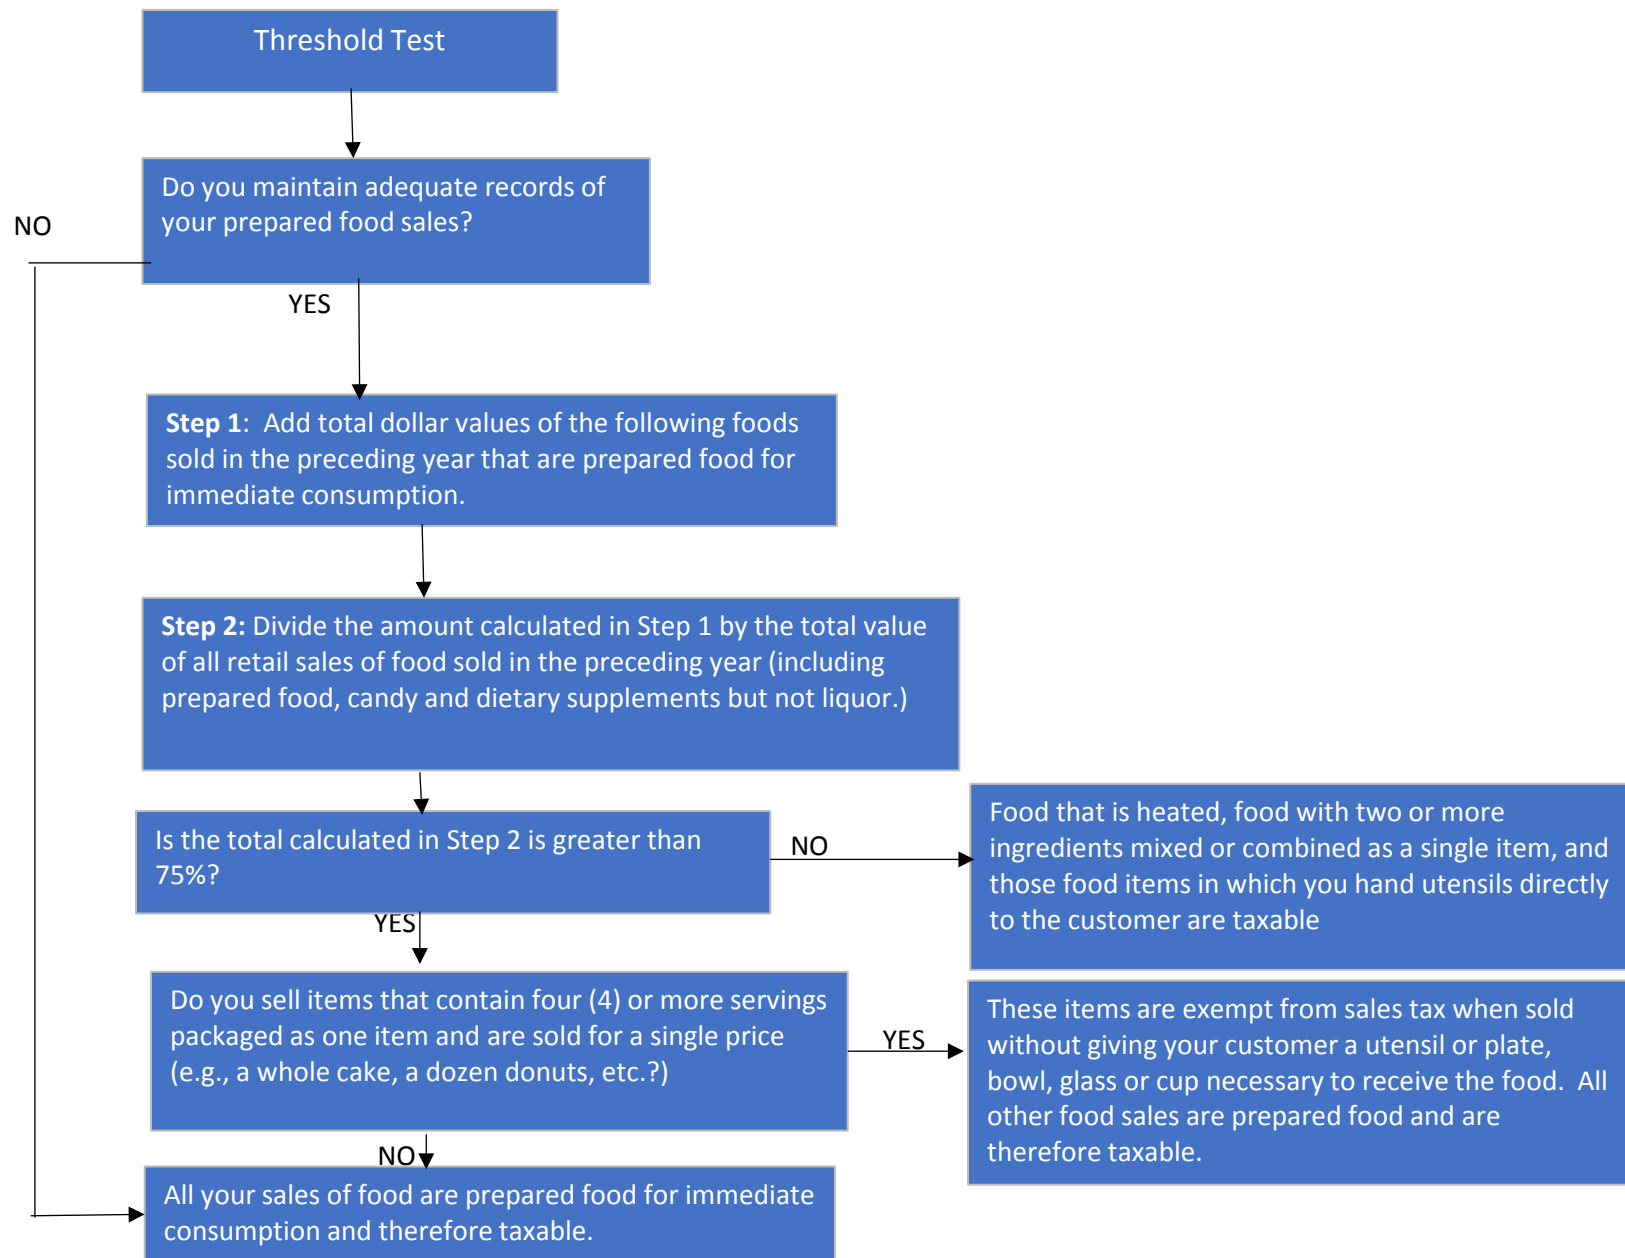 Threshold Test
Do you maintain adequate records of
your prepared food sales?
NO
YES
Step 1:  Add total dollar values of the following foods
sold in the preceding year that are prepared food for
immediate consumption.
Step 2: Divide the amount calculated in Step 1 by the total value
of all retail sales of food sold in the preceding year (including
prepared food, candy and dietary supplements but not liquor.)
Is the total calculated in Step 2 is greater than
75%?
NO
Food that is heated, food with two or more
ingredients mixed or combined as a single item, and
those food items in which you hand utensils directly
to the customer are taxable
YES
Do you sell items that contain four (4) or more servings
packaged as one item and are sold for a single price
(e.g., a whole cake, a dozen donuts, etc.?)
YES
These items are exempt from sales tax when sold
without giving your customer a utensil or plate,
bowl, glass or cup necessary to receive the food.  All
other food sales are prepared food and are
therefore taxable.
NO
All your sales of food are prepared food for immediate
consumption and therefore taxable.